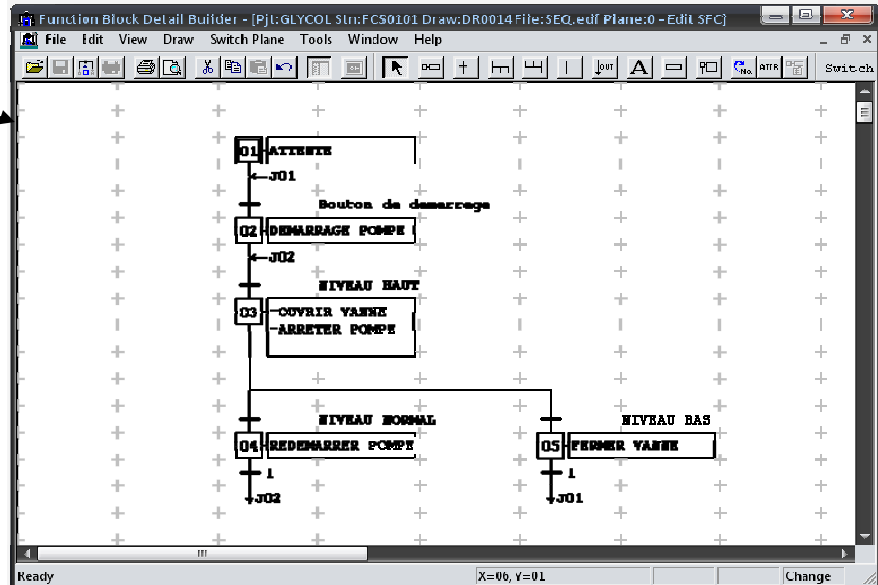 Function Block Detail Builder - [Pjt:GLYCOL Stn:FCS0101 Draw:DR0014 File:SEQ.edf Plane:0 - Edit SFC]
File Edit View Draw Switch Plane Tools Window Help
OUT A No. ATTR Switch
01 ATTENTE
J01
Bouton de demarrage
02 DEMARRAGE POMPE
J02
NIVEAU HAUT
03 -OUVRIR VANNE
-ARRETER POMPE
NIVEAU NORMAL NIVEAU BAS
04 REDEMARRER POMPE 05 FERMER VANNE
1 1
J02 J01
Ready X=06, Y=01 Change